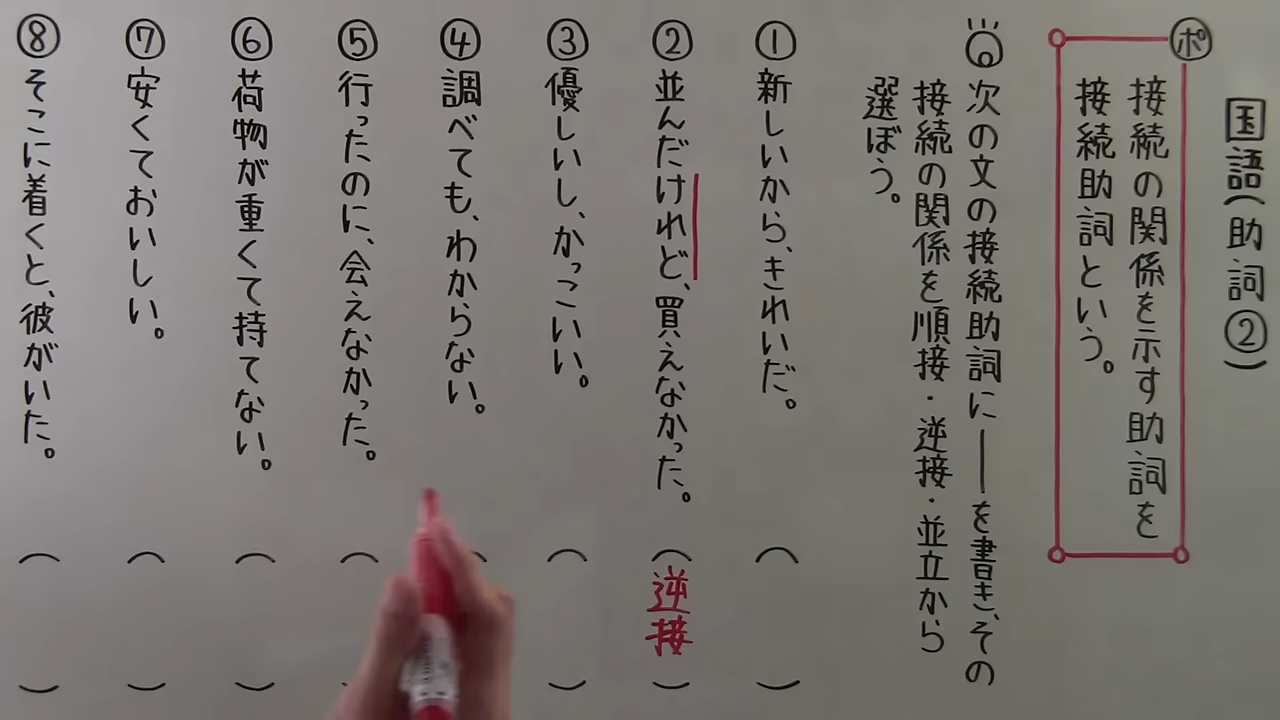 国語(助詞②)
ポ
接続の関係を示す助詞を
接続助詞という。
次の文の接続助詞に──を書き、その
接続の関係を順接・逆接・並立から
選ぼう。
①新しいから、きれいだ。( )
②並んだけれど、買えなかった。(逆接)
③優しいし、かっこいい。( )
④調べても、わからない。( )
⑤行ったのに、会えなかった。( )
⑥荷物が重くて持てない。( )
⑦安くておいしい。( )
⑧そこに着くと、彼がいた。( )